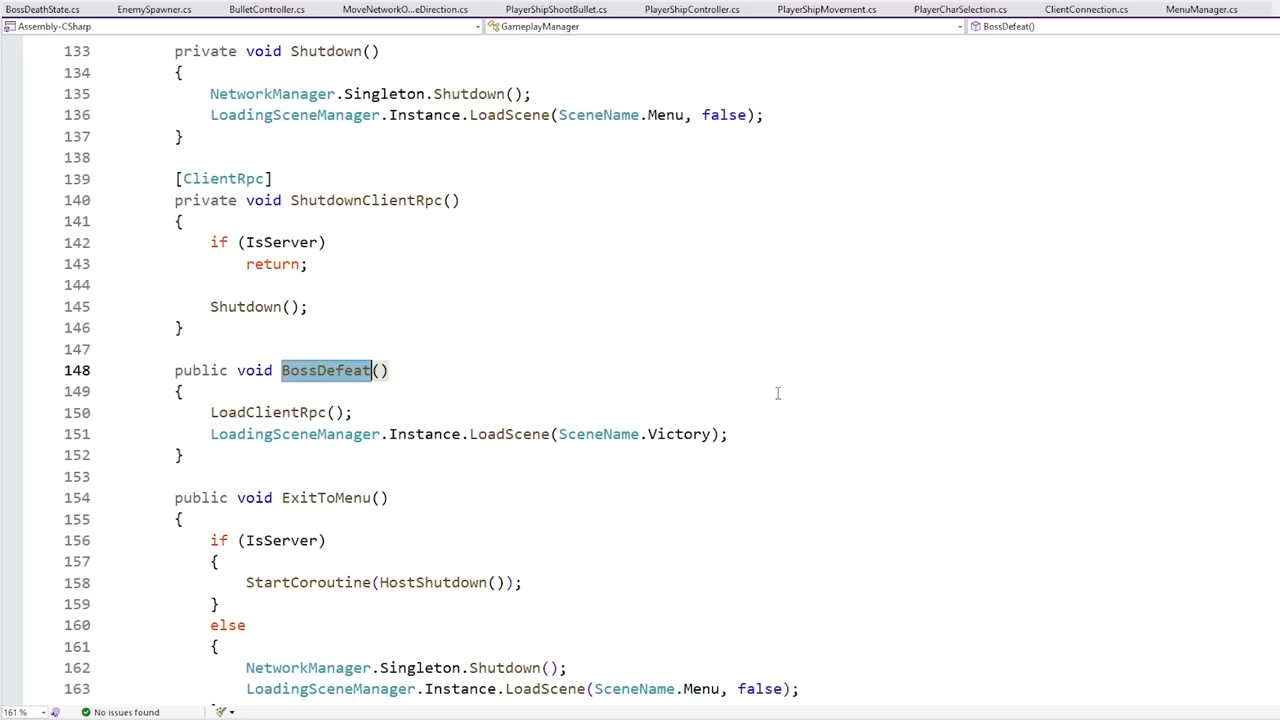 BossDeathState.cs EnemySpawner.cs BulletController.cs MoveNetworkO...eDirection.cs PlayerShipShootBullet.cs PlayerShipController.cs PlayerShipMovement.cs PlayerCharSelection.cs ClientConnection.cs MenuManager.cs
Assembly-CSharp GameplayManager BossDefeat()
133 private void Shutdown()
134 {
135 NetworkManager.Singleton.Shutdown();
136 LoadingSceneManager.Instance.LoadScene(SceneName.Menu, false);
137 }
138
139 [ClientRpc]
140 private void ShutdownClientRpc()
141 {
142 if (IsServer)
143 return;
144
145 Shutdown();
146 }
147
148 public void BossDefeat()
149 {
150 LoadClientRpc();
151 LoadingSceneManager.Instance.LoadScene(SceneName.Victory);
152 }
153
154 public void ExitToMenu()
155 {
156 if (IsServer)
157 {
158 StartCoroutine(HostShutdown());
159 }
160 else
161 {
162 NetworkManager.Singleton.Shutdown();
163 LoadingSceneManager.Instance.LoadScene(SceneName.Menu, false);
161 % No issues found